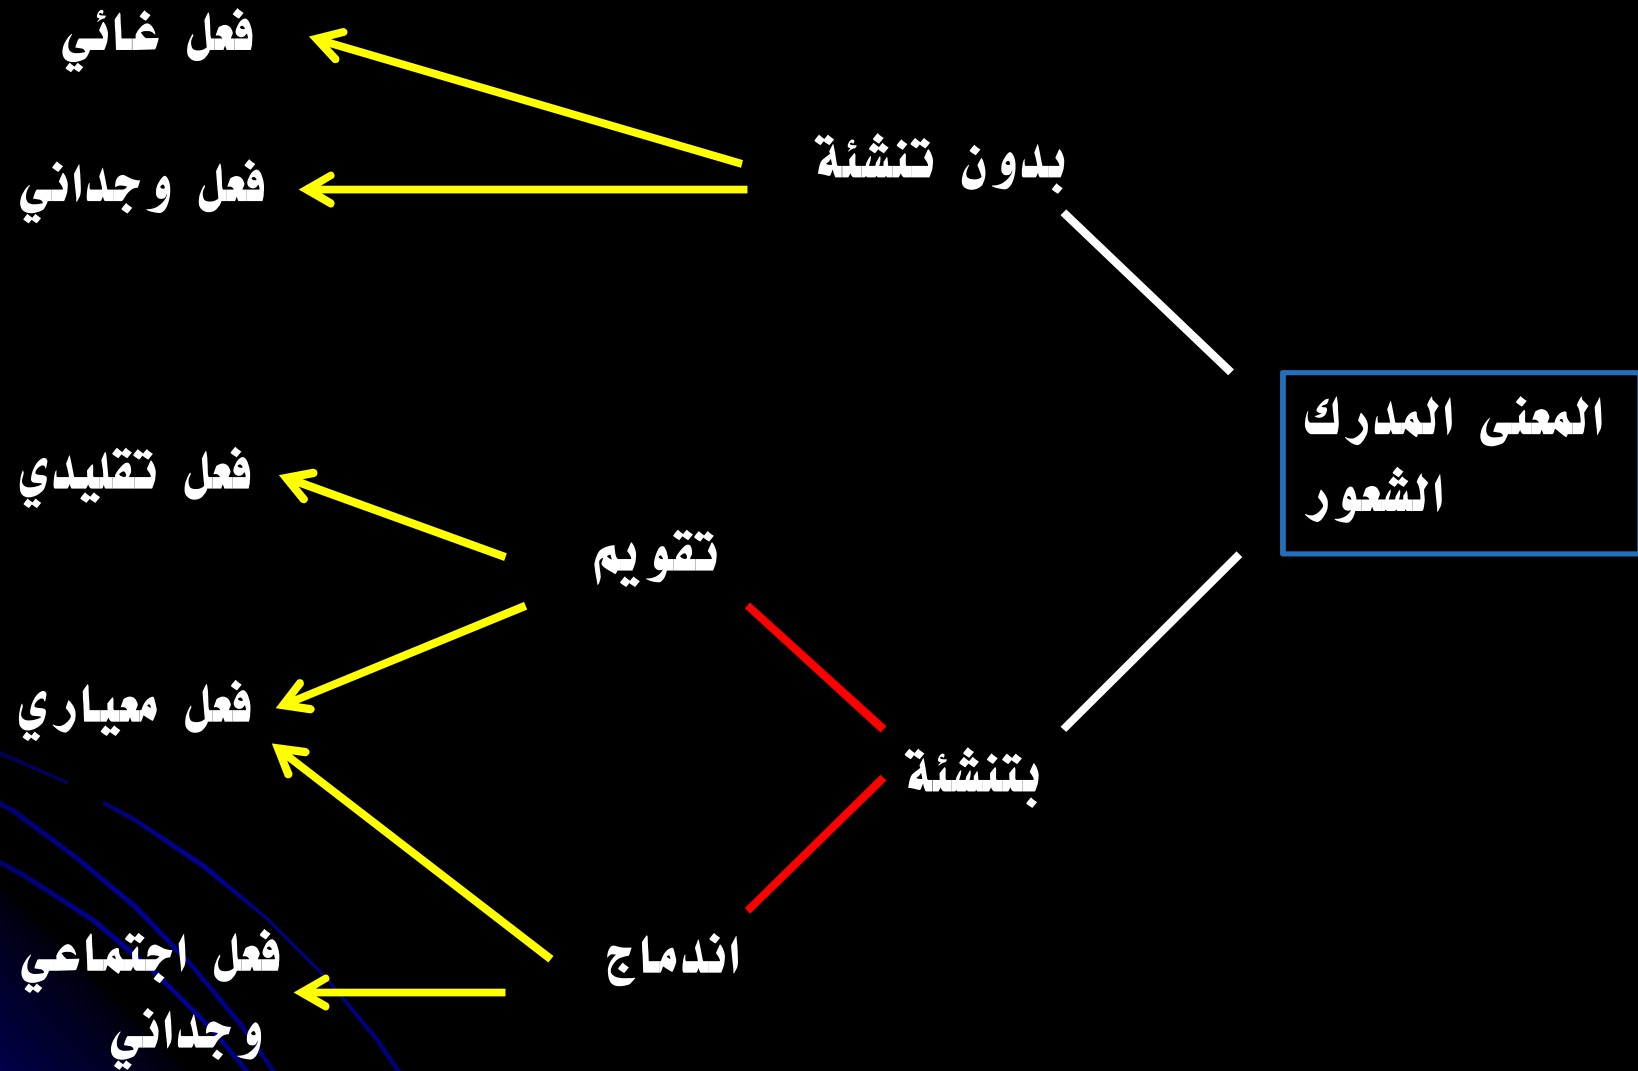 المعنى المدرك
الشعور
بدون تنشئة
فعل غائي
فعل وجداني
بتنشئة
تقويم
فعل تقليدي
فعل معياري
اندماج
فعل اجتماعي
وجداني